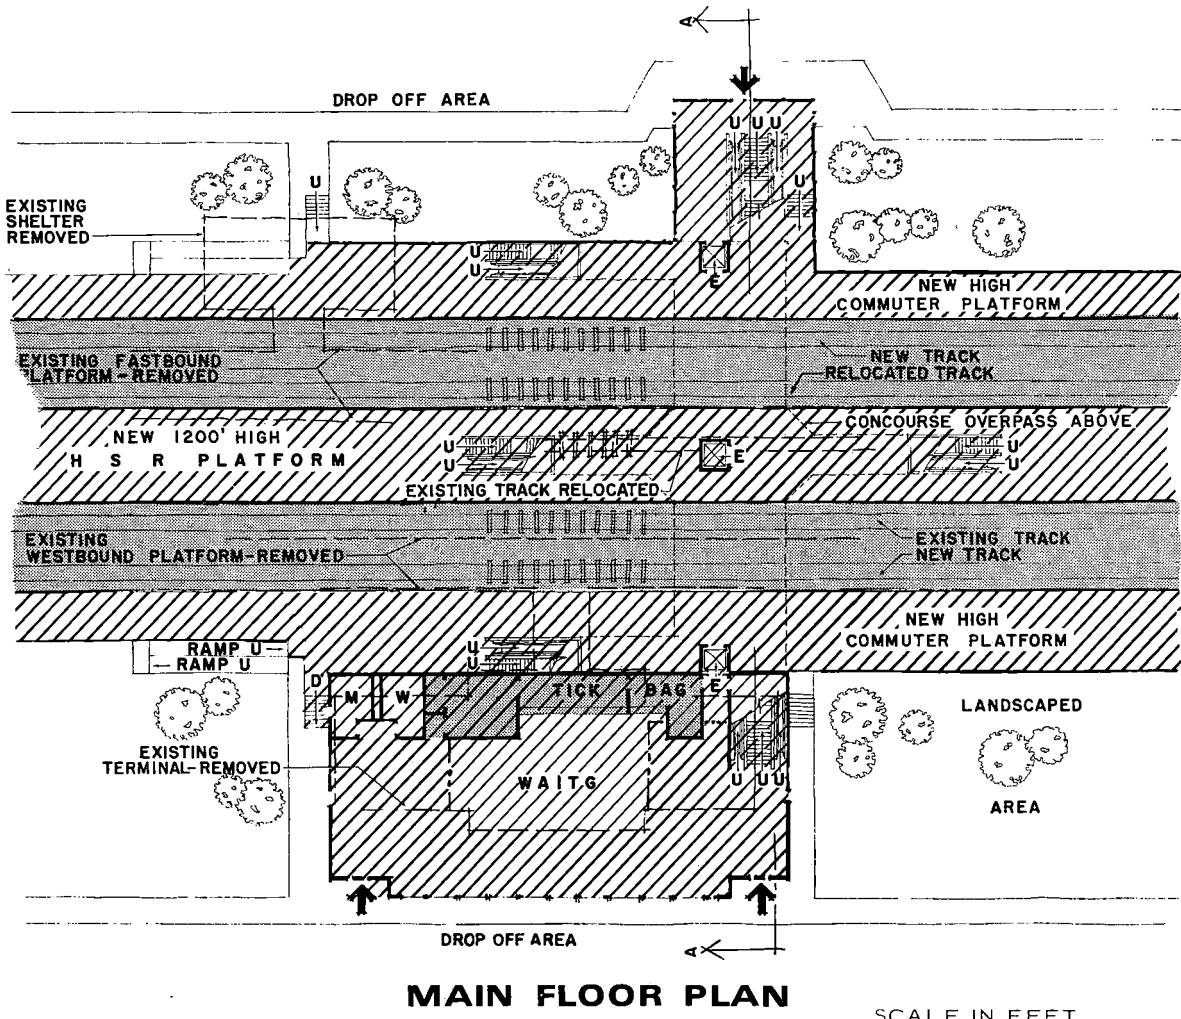 A
DROP OFF AREA
U U U
U
U
EXISTING
SHELTER
REMOVED
U
U
E
NEW HIGH
COMMUTER PLATFORM
EXISTING FASTBOUND
PLATFORM-REMOVED
NEW TRACK
RELOCATED TRACK
CONCOURSE OVERPASS ABOVE
NEW 1200' HIGH
H S R PLATFORM
U
U
E
U
U
EXISTING TRACK RELOCATED
EXISTING
WESTBOUND PLATFORM-REMOVED
EXISTING TRACK
NEW TRACK
NEW HIGH
COMMUTER PLATFORM
RAMP U
RAMP U
U
U
E
D
M W TICK BAG
LANDSCAPED
AREA
EXISTING
TERMINAL-REMOVED
WAITG
U U U
DROP OFF AREA
A
MAIN FLOOR PLAN
SCALE IN FEET